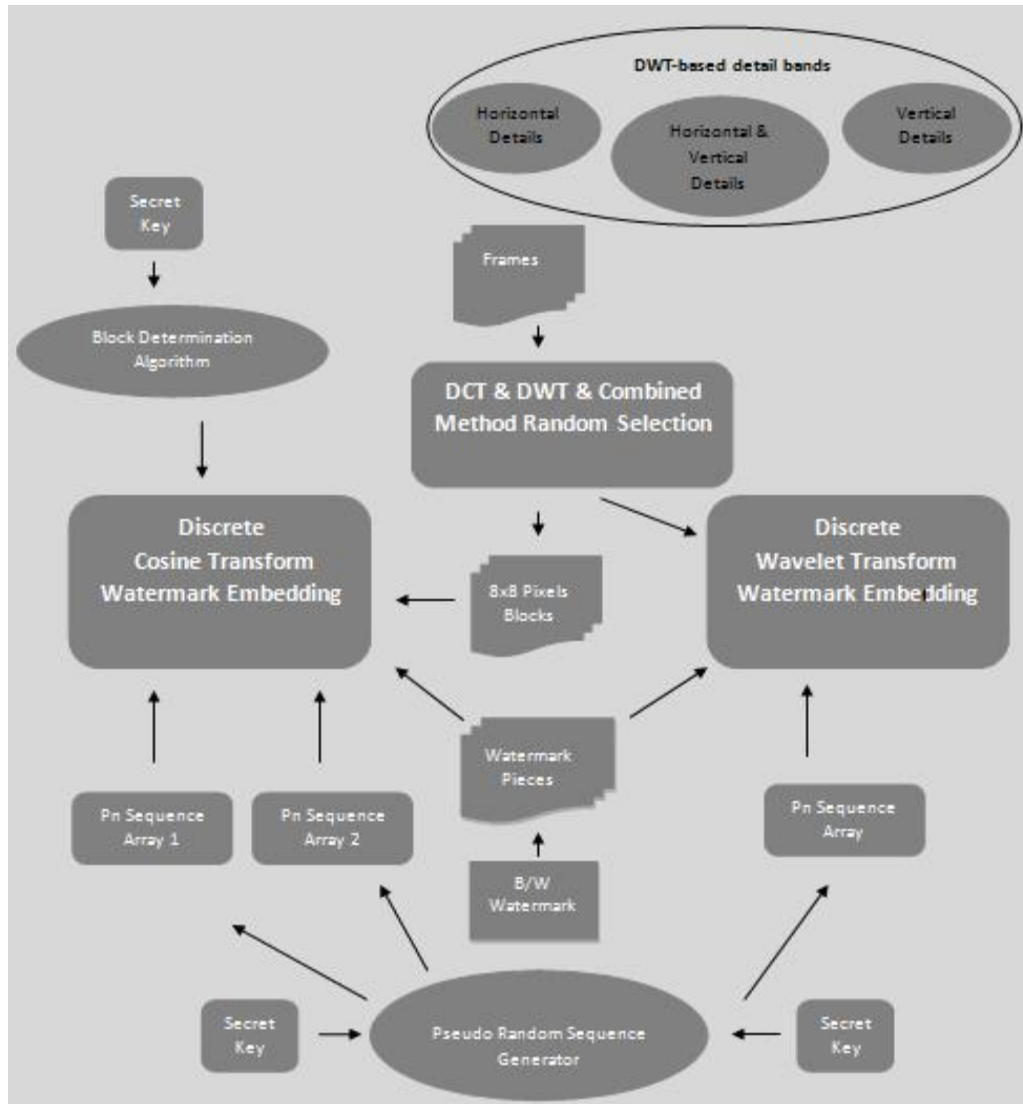 DWT-based detail bands
Horizontal
Details
Horizontal &
Vertical
Details
Vertical
Details
Secret
Key
Frames
Block Determination
Algorithm
DCT & DWT & Combined
Method Random Selection
Discrete
Cosine Transform
Watermark Embedding
8x8 Pixels
Blocks
Discrete
Wavelet Transform
Watermark Embedding
Watermark
Pieces
Pn Sequence
Array 1
Pn Sequence
Array 2
Pn Sequence
Array
B/W
Watermark
Secret
Key
Pseudo Random Sequence
Generator
Secret
Key